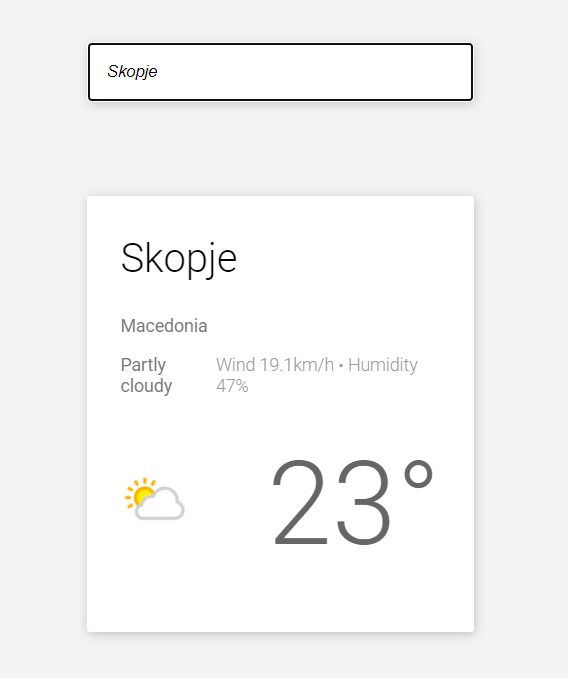 Skopje
Skopje
Macedonia
Partly cloudy
Wind 19.1km/h • Humidity 47%
23°